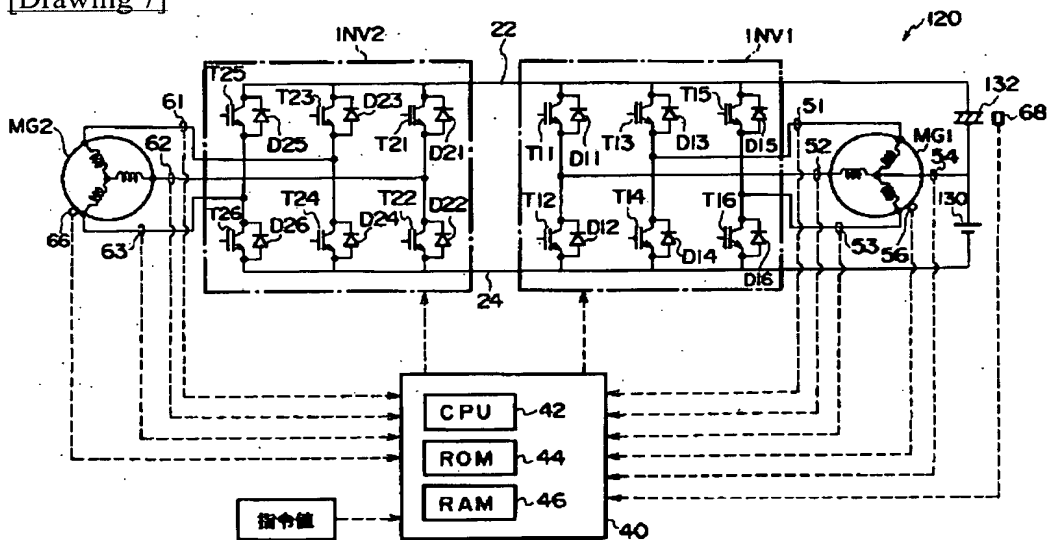 [Drawing 7]
INV2
22
INV1
120
T25
T23
D23
D25
T21
D21
T11
D11
T13
D13
T15
D15
61
MG2
62
51
132
68
52
MG1
54
130
T26
D26
T24
D24
T22
D22
T12
D12
T14
D14
T16
D16
66
63
53
56
24
CPU
42
ROM
44
RAM
46
40
指令値